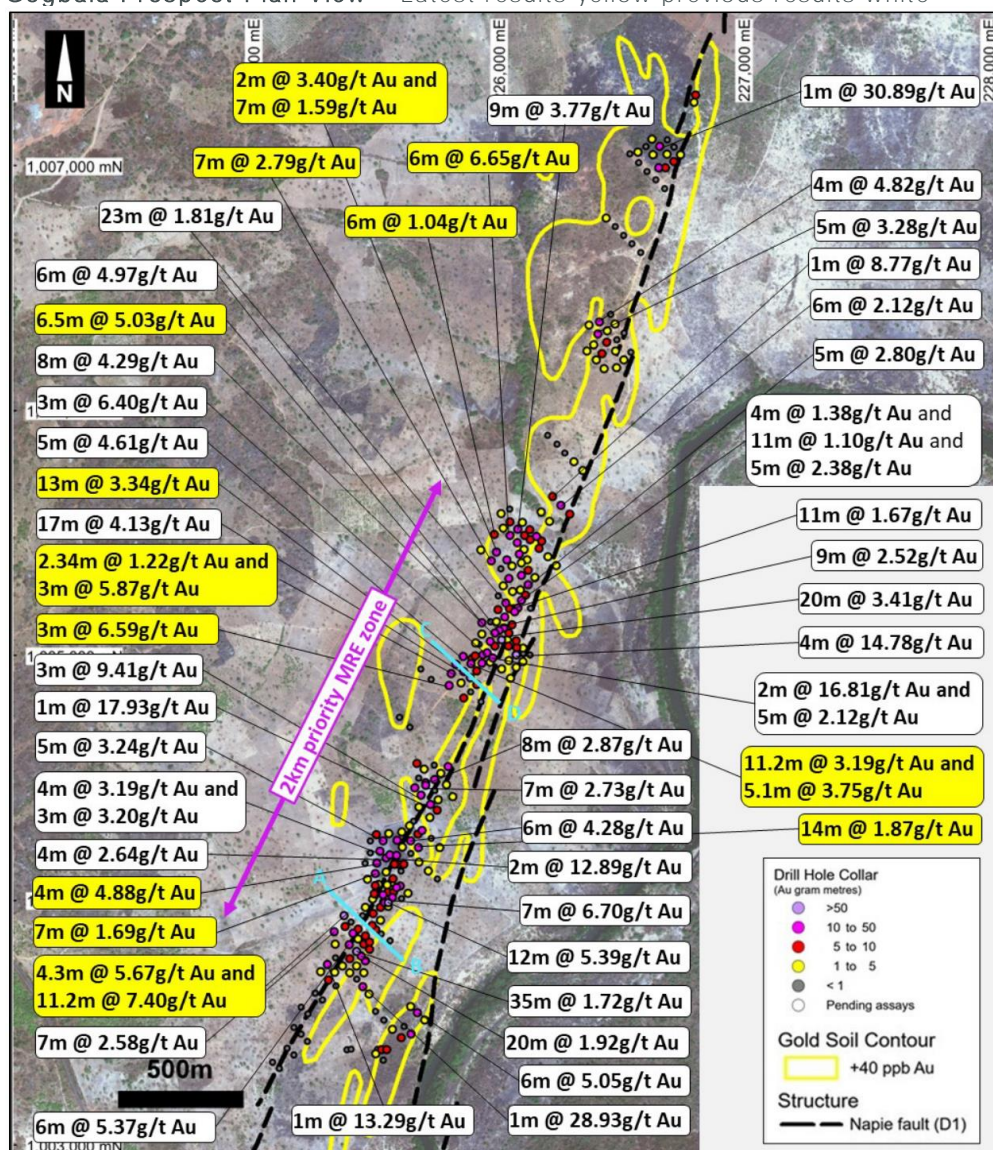 Latest results yellow previous results white
N
26,000 mE
227,000 mE
228,0
2m @ 3.40g/t Au and
7m @ 1.59g/t Au
9m @ 3.77g/t Au
1m @ 30.89g/t Au
7m @ 2.79g/t Au
6m @ 6.65g/t Au
1,007,000 mN
4m @ 4.82g/t Au
23m @ 1.81g/t Au
6m @ 1.04g/t Au
5m @ 3.28g/t Au
6m @ 4.97g/t Au
1m @ 8.77g/t Au
6.5m @ 5.03g/t Au
6m @ 2.12g/t Au
8m @ 4.29g/t Au
5m @ 2.80g/t Au
3m @ 6.40g/t Au
4m @ 1.38g/t Au and
11m @ 1.10g/t Au and
5m @ 2.38g/t Au
5m @ 4.61g/t Au
13m @ 3.34g/t Au
11m @ 1.67g/t Au
17m @ 4.13g/t Au
9m @ 2.52g/t Au
2.34m @ 1.22g/t Au and
3m @ 5.87g/t Au
20m @ 3.41g/t Au
3m @ 6.59g/t Au
4m @ 14.78g/t Au
2km priority MRE zone
3m @ 9.41g/t Au
2m @ 16.81g/t Au and
5m @ 2.12g/t Au
1m @ 17.93g/t Au
5m @ 3.24g/t Au
8m @ 2.87g/t Au
11.2m @ 3.19g/t Au and
5.1m @ 3.75g/t Au
4m @ 3.19g/t Au and
3m @ 3.20g/t Au
7m @ 2.73g/t Au
6m @ 4.28g/t Au
14m @ 1.87g/t Au
4m @ 2.64g/t Au
2m @ 12.89g/t Au
4m @ 4.88g/t Au
A
7m @ 6.70g/t Au
7m @ 1.69g/t Au
12m @ 5.39g/t Au
B
4.3m @ 5.67g/t Au and
11.2m @ 7.40g/t Au
35m @ 1.72g/t Au
7m @ 2.58g/t Au
20m @ 1.92g/t Au
500m
6m @ 5.05g/t Au
6m @ 5.37g/t Au
1m @ 13.29g/t Au
1m @ 28.93g/t Au
1,003,000 mN
Drill Hole Collar
(Au gram metres)
>50
10 to 50
5 to 10
1 to 5
< 1
Pending assays
Gold Soil Contour
+40 ppb Au
Structure
Napie fault (D1)